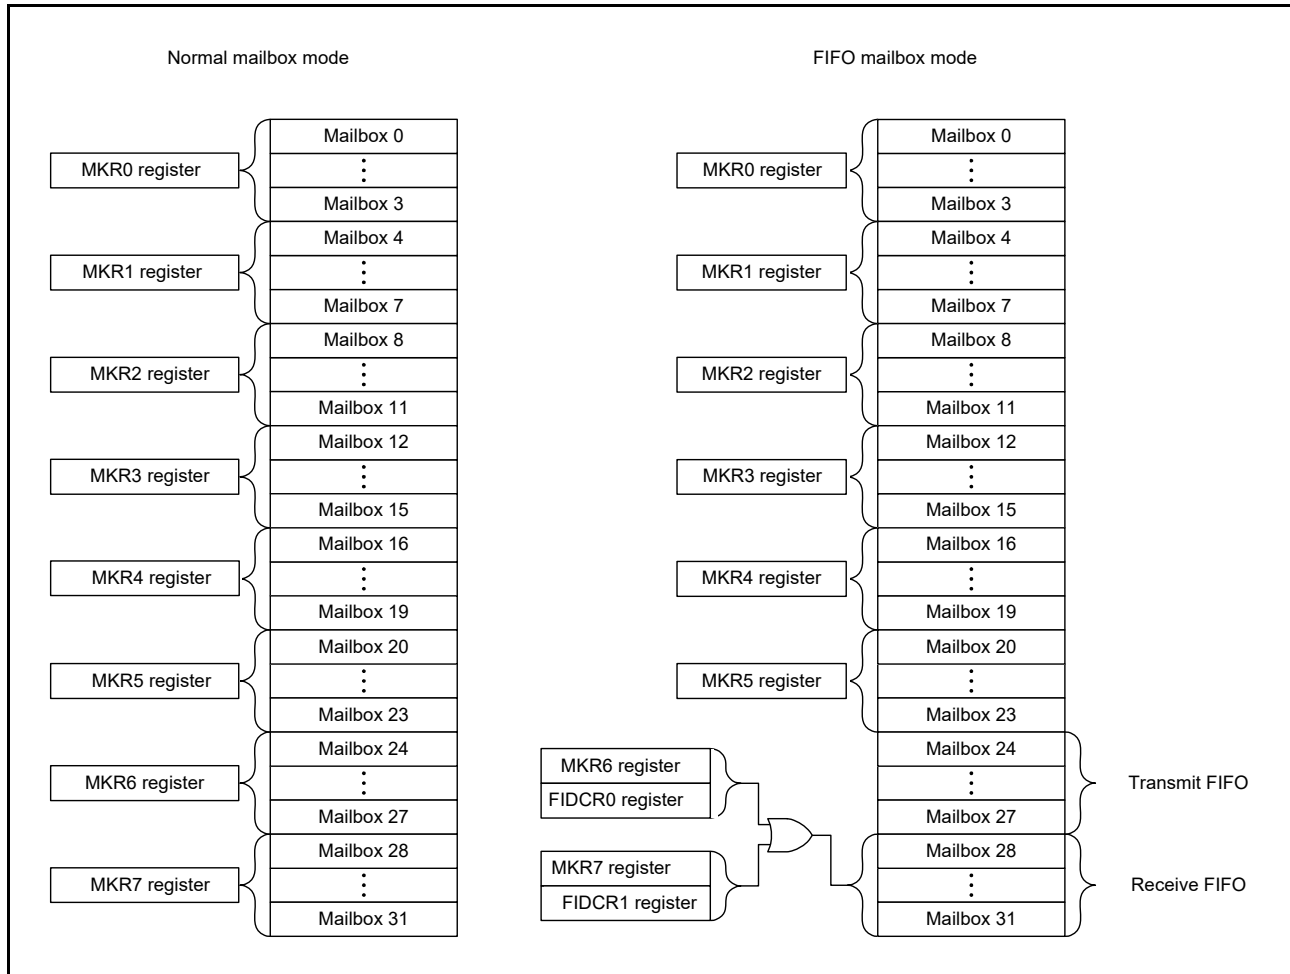 Normal mailbox mode
MKR0 register
Mailbox 0
Mailbox 3
MKR1 register
Mailbox 4
Mailbox 7
MKR2 register
Mailbox 8
Mailbox 11
MKR3 register
Mailbox 12
Mailbox 15
MKR4 register
Mailbox 16
Mailbox 19
MKR5 register
Mailbox 20
Mailbox 23
MKR6 register
Mailbox 24
Mailbox 27
MKR7 register
Mailbox 28
Mailbox 31
FIFO mailbox mode
MKR0 register
Mailbox 0
Mailbox 3
MKR1 register
Mailbox 4
Mailbox 7
MKR2 register
Mailbox 8
Mailbox 11
MKR3 register
Mailbox 12
Mailbox 15
MKR4 register
Mailbox 16
Mailbox 19
MKR5 register
Mailbox 20
Mailbox 23
MKR6 register
FIDCR0 register
Mailbox 24
Mailbox 27
Transmit FIFO
MKR7 register
FIDCR1 register
Mailbox 28
Mailbox 31
Receive FIFO